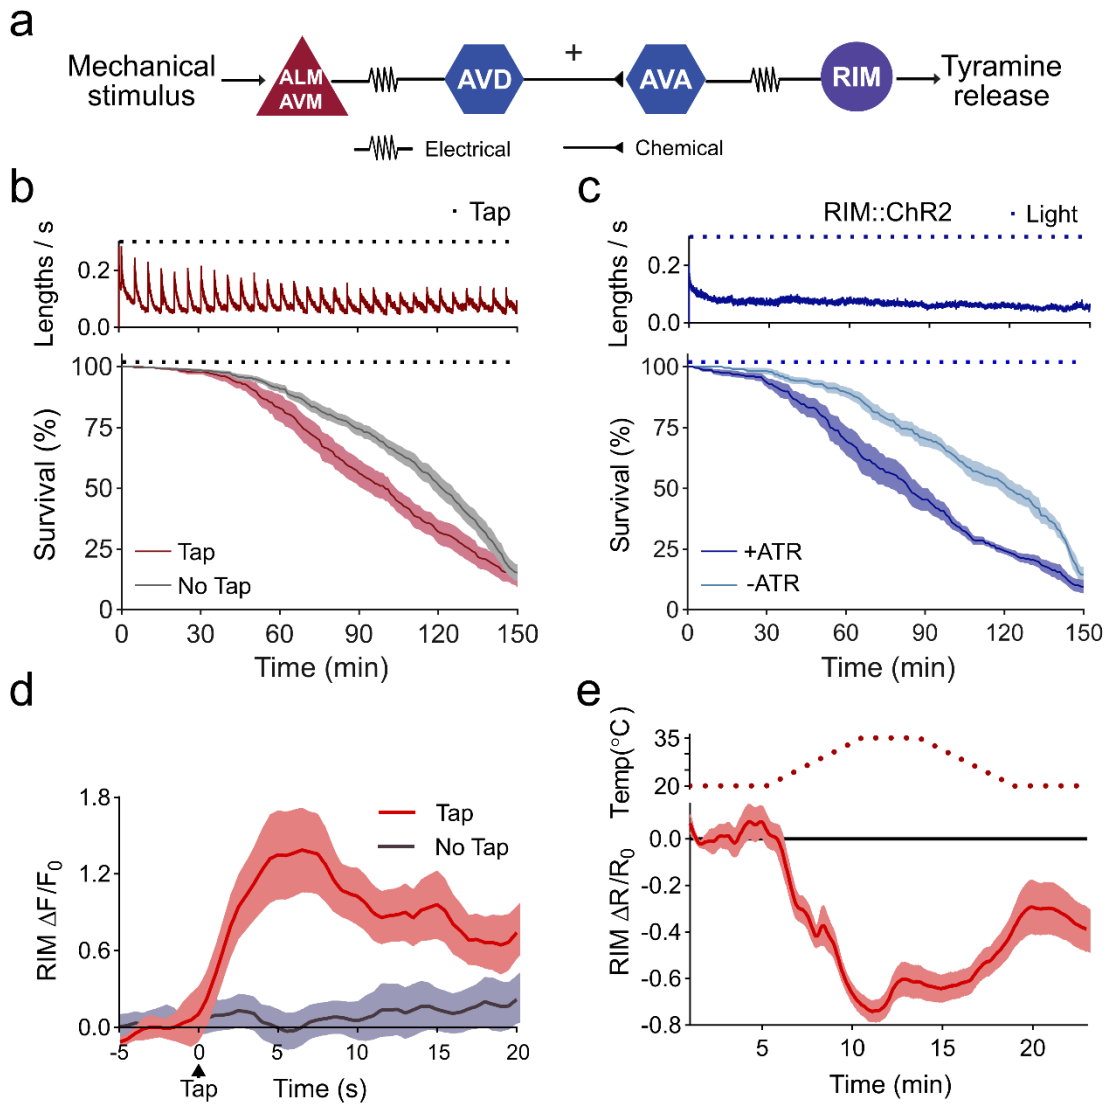 a
Mechanical
stimulus
ALM
AVM
AVD
+
AVA
RIM
Tyramine
release
Electrical
Chemical
b
Tap
Lengths / s
0.2
0.0
Survival (%)
100
75
50
25
0
Tap
No Tap
0 30 60 90 120 150
Time (min)
c
RIM::ChR2
Light
Lengths / s
0.2
0.0
Survival (%)
100
75
50
25
0
+ATR
-ATR
0 30 60 90 120 150
Time (min)
d
RIM ΔF/F0
1.8
1.2
0.6
0.0
Tap
No Tap
-5 0 5 10 15 20
Tap
Time (s)
e
Temp(°C)
35
20
RIM ΔR/R0
0.0
-0.2
-0.4
-0.6
-0.8
5 10 15 20
Time (min)